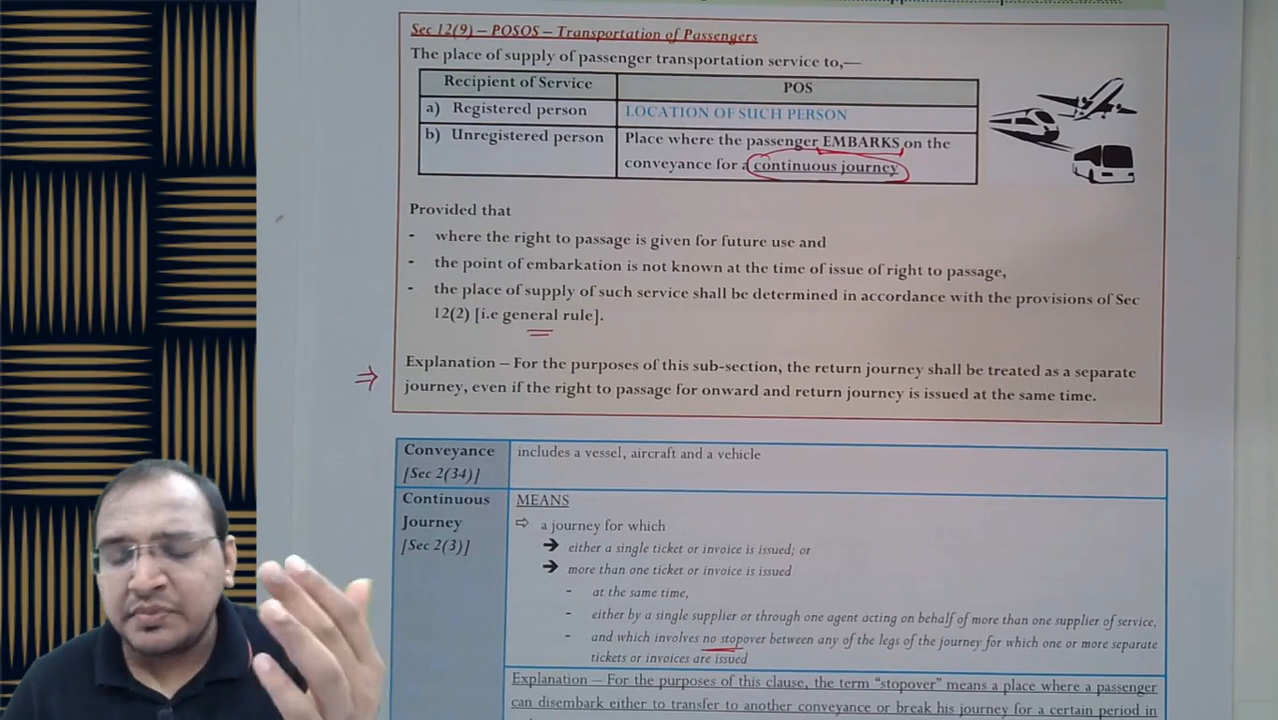 Sec 12(9) – POSOS – Transportation of Passengers
The place of supply of passenger transportation service to,—
Recipient of Service
POS
a) Registered person
LOCATION OF SUCH PERSON
b) Unregistered person
Place where the passenger EMBARKS on the
conveyance for a continuous journey
Provided that
- where the right to passage is given for future use and
- the point of embarkation is not known at the time of issue of right to passage,
- the place of supply of such service shall be determined in accordance with the provisions of Sec
12(2) [i.e general rule].
⇒ Explanation – For the purposes of this sub-section, the return journey shall be treated as a separate
journey, even if the right to passage for onward and return journey is issued at the same time.
Conveyance
[Sec 2(34)]
includes a vessel, aircraft and a vehicle
Continuous
Journey
[Sec 2(3)]
MEANS
⇨ a journey for which
➔ either a single ticket or invoice is issued; or
➔ more than one ticket or invoice is issued
- at the same time,
- either by a single supplier or through one agent acting on behalf of more than one supplier of service,
- and which involves no stopover between any of the legs of the journey for which one or more separate
tickets or invoices are issued
Explanation – For the purposes of this clause, the term "stopover" means a place where a passenger
can disembark either to transfer to another conveyance or break his journey for a certain period in